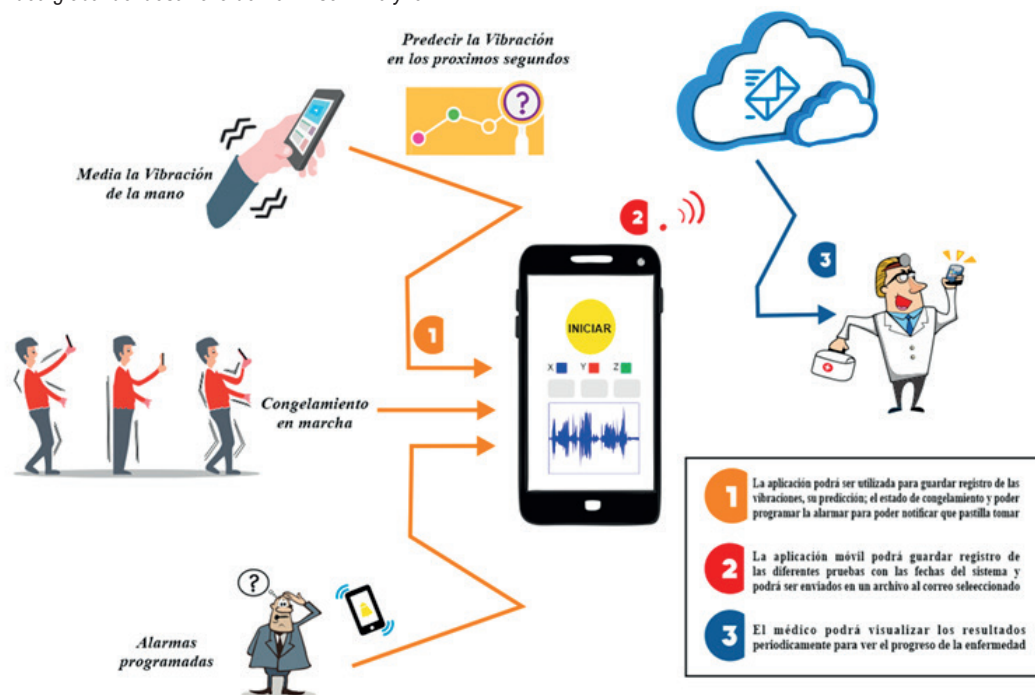 Predecir la Vibración
en los proximos segundos
Media la Vibración
de la mano
2
3
INICIAR
X Y Z
1
Congelamiento
en marcha
Alarmas
programadas
1
La aplicación podrá ser utilizada para guardar registro de las
vibraciones, su predicción; el estado de congelamiento y poder
programar la alarmar para poder notificar que pastilla tomar
2
La aplicación móvil podrá guardar registro de
las diferentes pruebas con las fechas del sistema y
podrá ser enviados en un archivo al correo seleeccionado
3
El médico podrá visualizar los resultados
periodicamente para ver el progreso de la enfermedad